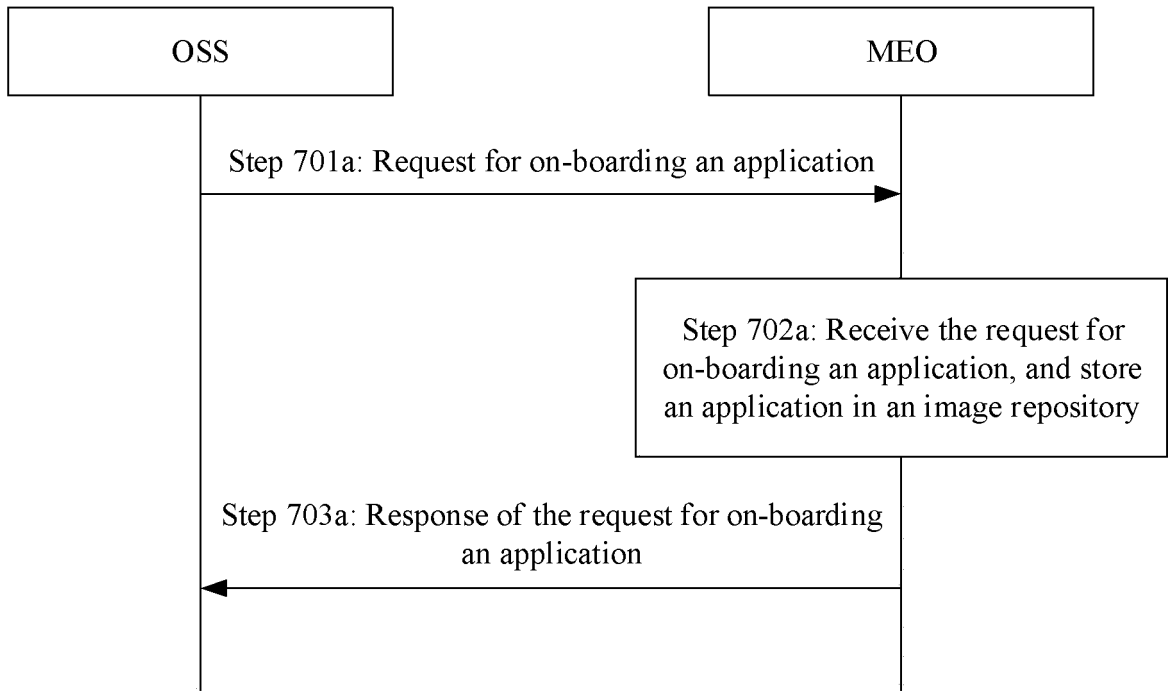 OSS
MEO
Step 701a: Request for on-boarding an application
Step 702a: Receive the request for
on-boarding an application, and store
an application in an image repository
Step 703a: Response of the request for on-boarding
an application